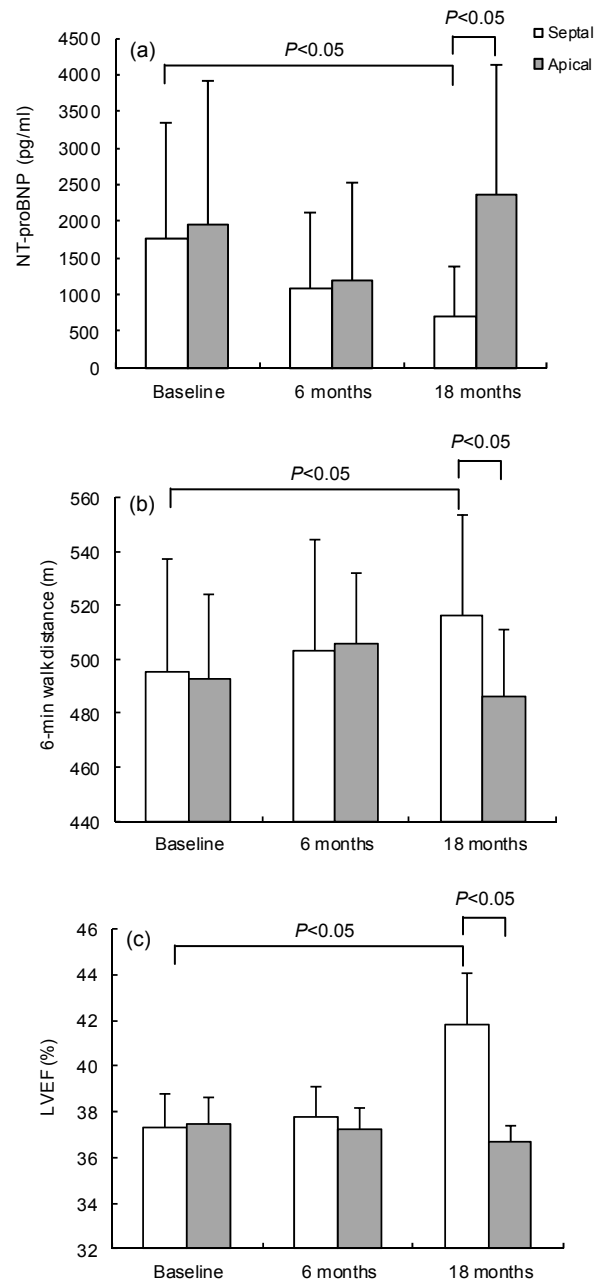 (a)
P<0.05
P<0.05
Septal
Apical
NT-proBNP (pg/ml)
4500
4000
3500
3000
2500
2000
1500
1000
500
0
Baseline
6 months
18 months
(b)
P<0.05
P<0.05
6-min walkdistance (m)
560
540
520
500
480
460
440
Baseline
6 months
18 months
(c)
P<0.05
P<0.05
LVEF (%)
46
44
42
40
38
36
34
32
Baseline
6 months
18 months